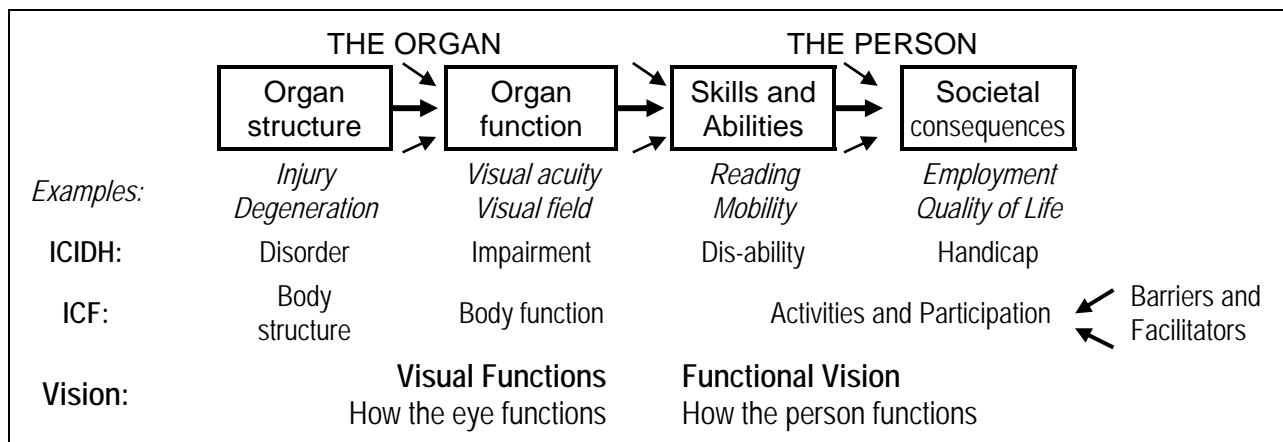 THE ORGAN THE PERSON
Organ structure Organ function Skills and Abilities Societal consequences
Examples: Injury Degeneration Visual acuity Visual field Reading Mobility Employment Quality of Life
ICIDH: Disorder Impairment Dis-ability Handicap
ICF: Body structure Body function Activities and Participation Barriers and Facilitators
Vision: Visual Functions Functional Vision
How the eye functions How the person functions